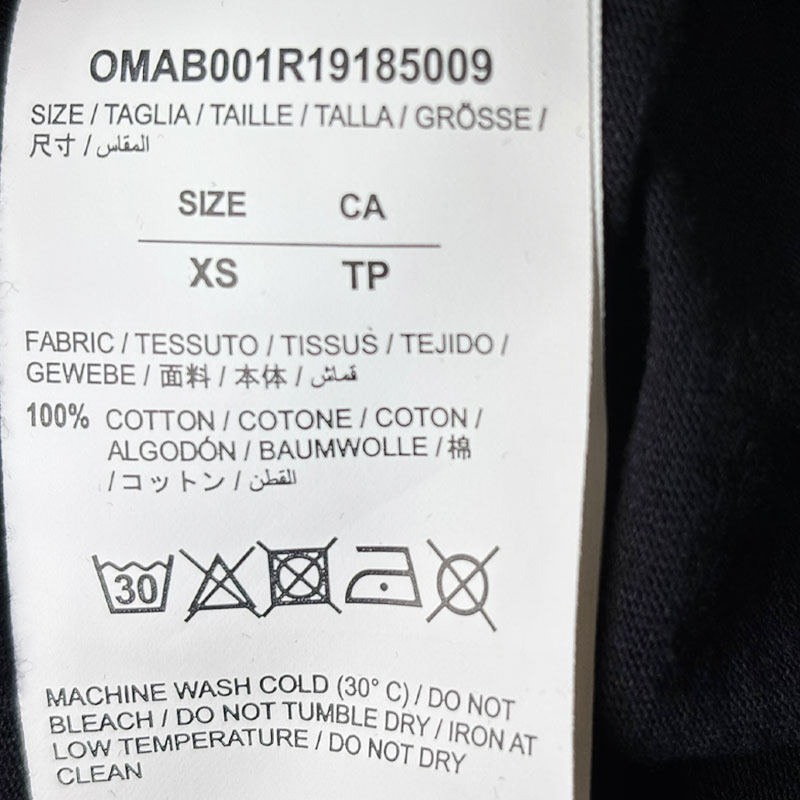 OMAB001R19185009
SIZE / TAGLIA / TAILLE / TALLA / GRÖSSE /
尺寸 / المقاس
SIZE CA
XS TP
FABRIC / TESSUTO / TISSUS / TEJIDO /
GEWEBE / 面料 / 本体 / قماش
100% COTTON / COTONE / COTON /
ALGODÓN / BAUMWOLLE / 棉
/ コットン / القطن
30
MACHINE WASH COLD (30° C) / DO NOT
BLEACH / DO NOT TUMBLE DRY / IRON AT
LOW TEMPERATURE / DO NOT DRY
CLEAN